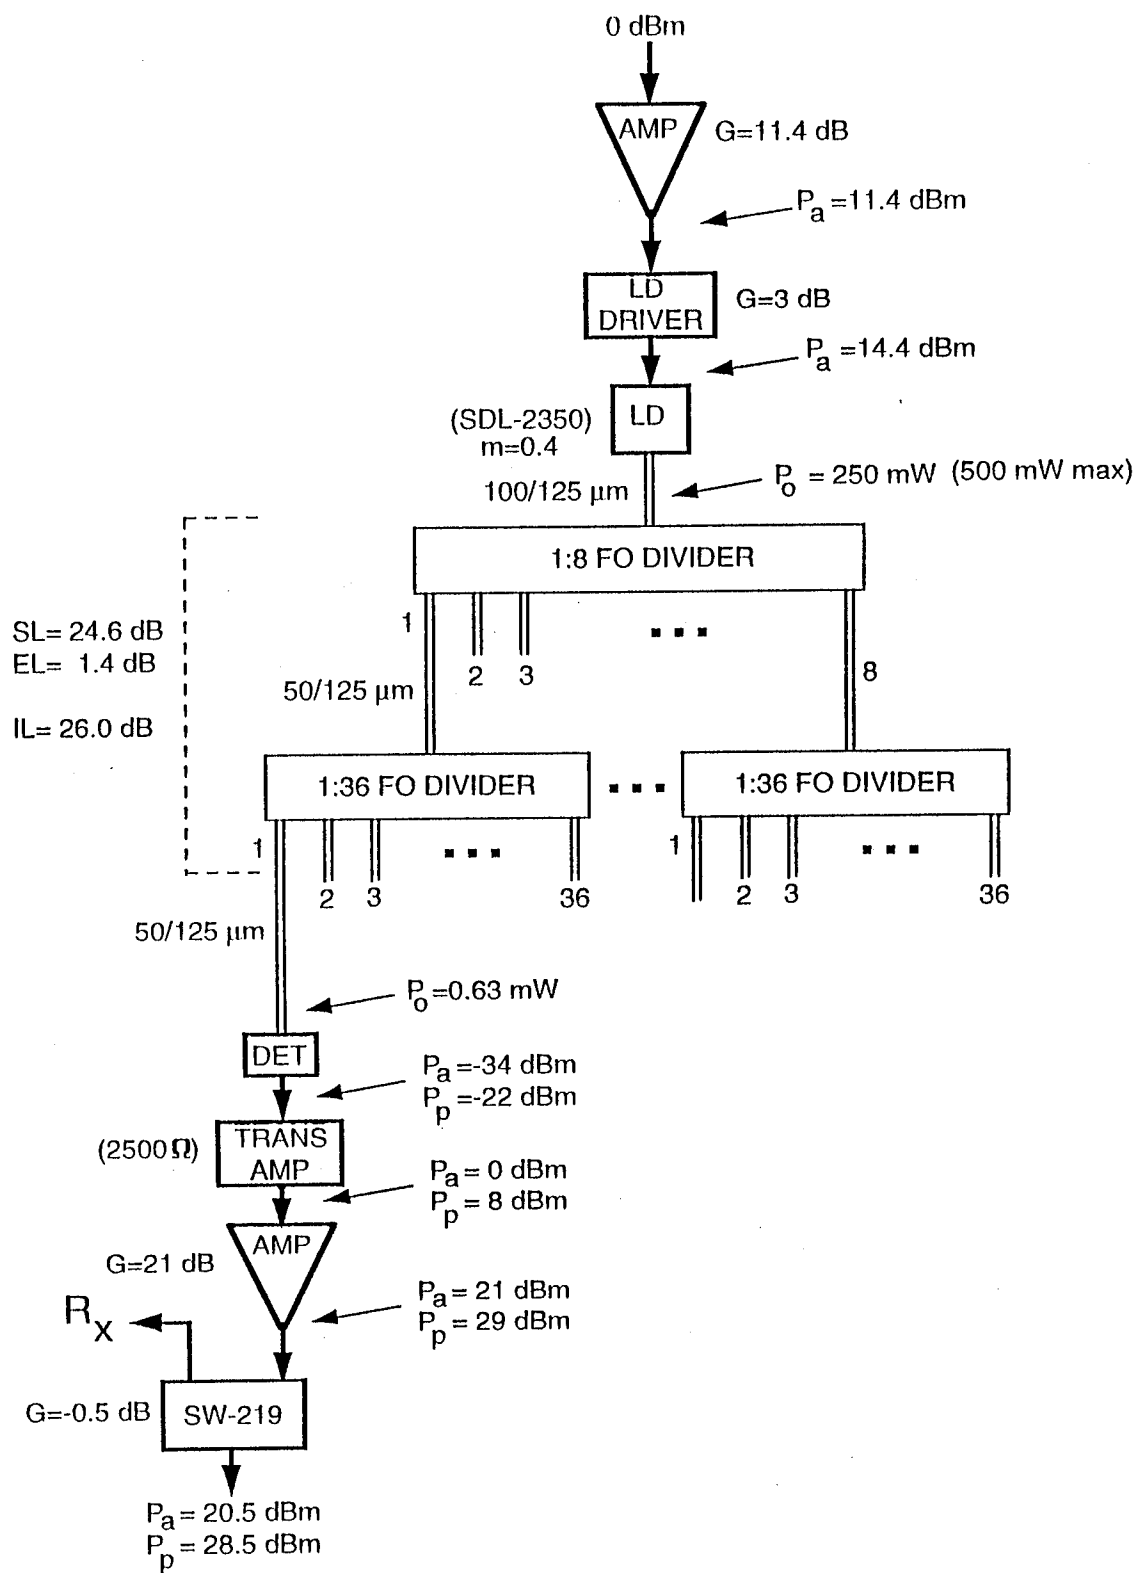 0 dBm
AMP
G=11.4 dB
Pa =11.4 dBm
LD
DRIVER
G=3 dB
Pa =14.4 dBm
(SDL-2350)
m=0.4
LD
100/125 µm
Po = 250 mW (500 mW max)
1:8 FO DIVIDER
SL= 24.6 dB
EL= 1.4 dB
IL= 26.0 dB
1
2
3
8
50/125 µm
1:36 FO DIVIDER
1:36 FO DIVIDER
1
2
3
36
1
2
3
36
50/125 µm
Po =0.63 mW
DET
Pa =-34 dBm
Pp =-22 dBm
(2500 Ω)
TRANS
AMP
Pa = 0 dBm
Pp = 8 dBm
G=21 dB
AMP
Pa = 21 dBm
Pp = 29 dBm
Rx
G=-0.5 dB
SW-219
Pa = 20.5 dBm
Pp = 28.5 dBm